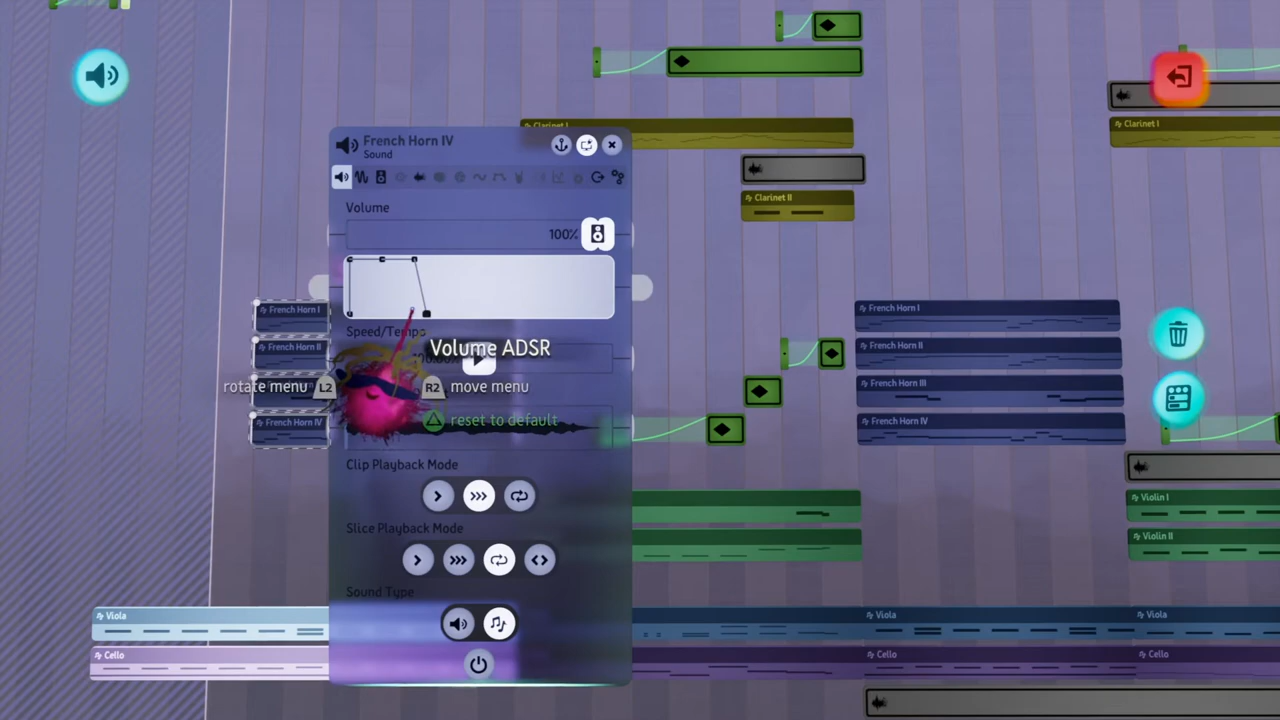 Clarinet I
Clarinet I
French Horn IV
Sound
Clarinet II
Volume
100%
French Horn I
French Horn I
Speed/Tempo
French Horn II
Volume ADSR
French Horn II
rotate menu L2
R2 move menu
French Horn III
French Horn IV
reset to default
French Horn IV
Clip Playback Mode
Violin I
Slice Playback Mode
Violin II
Sound Type
Viola
Viola
Viola
Cello
Cello
Cello